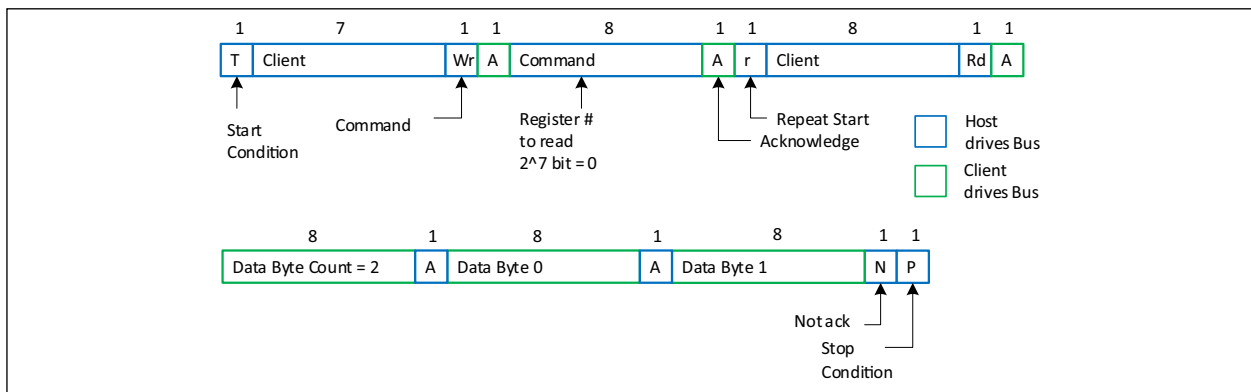 1 7 1 1 8 1 1 8 1 1
T Client Wr A Command A r Client Rd A
Start
Condition
Command
Register #
to read
2^7 bit = 0
Repeat Start
Acknowledge
Host
drives Bus
Client
drives Bus
8 1 8 1 8 1 1
Data Byte Count = 2 A Data Byte 0 A Data Byte 1 N P
Not ack
Stop
Condition